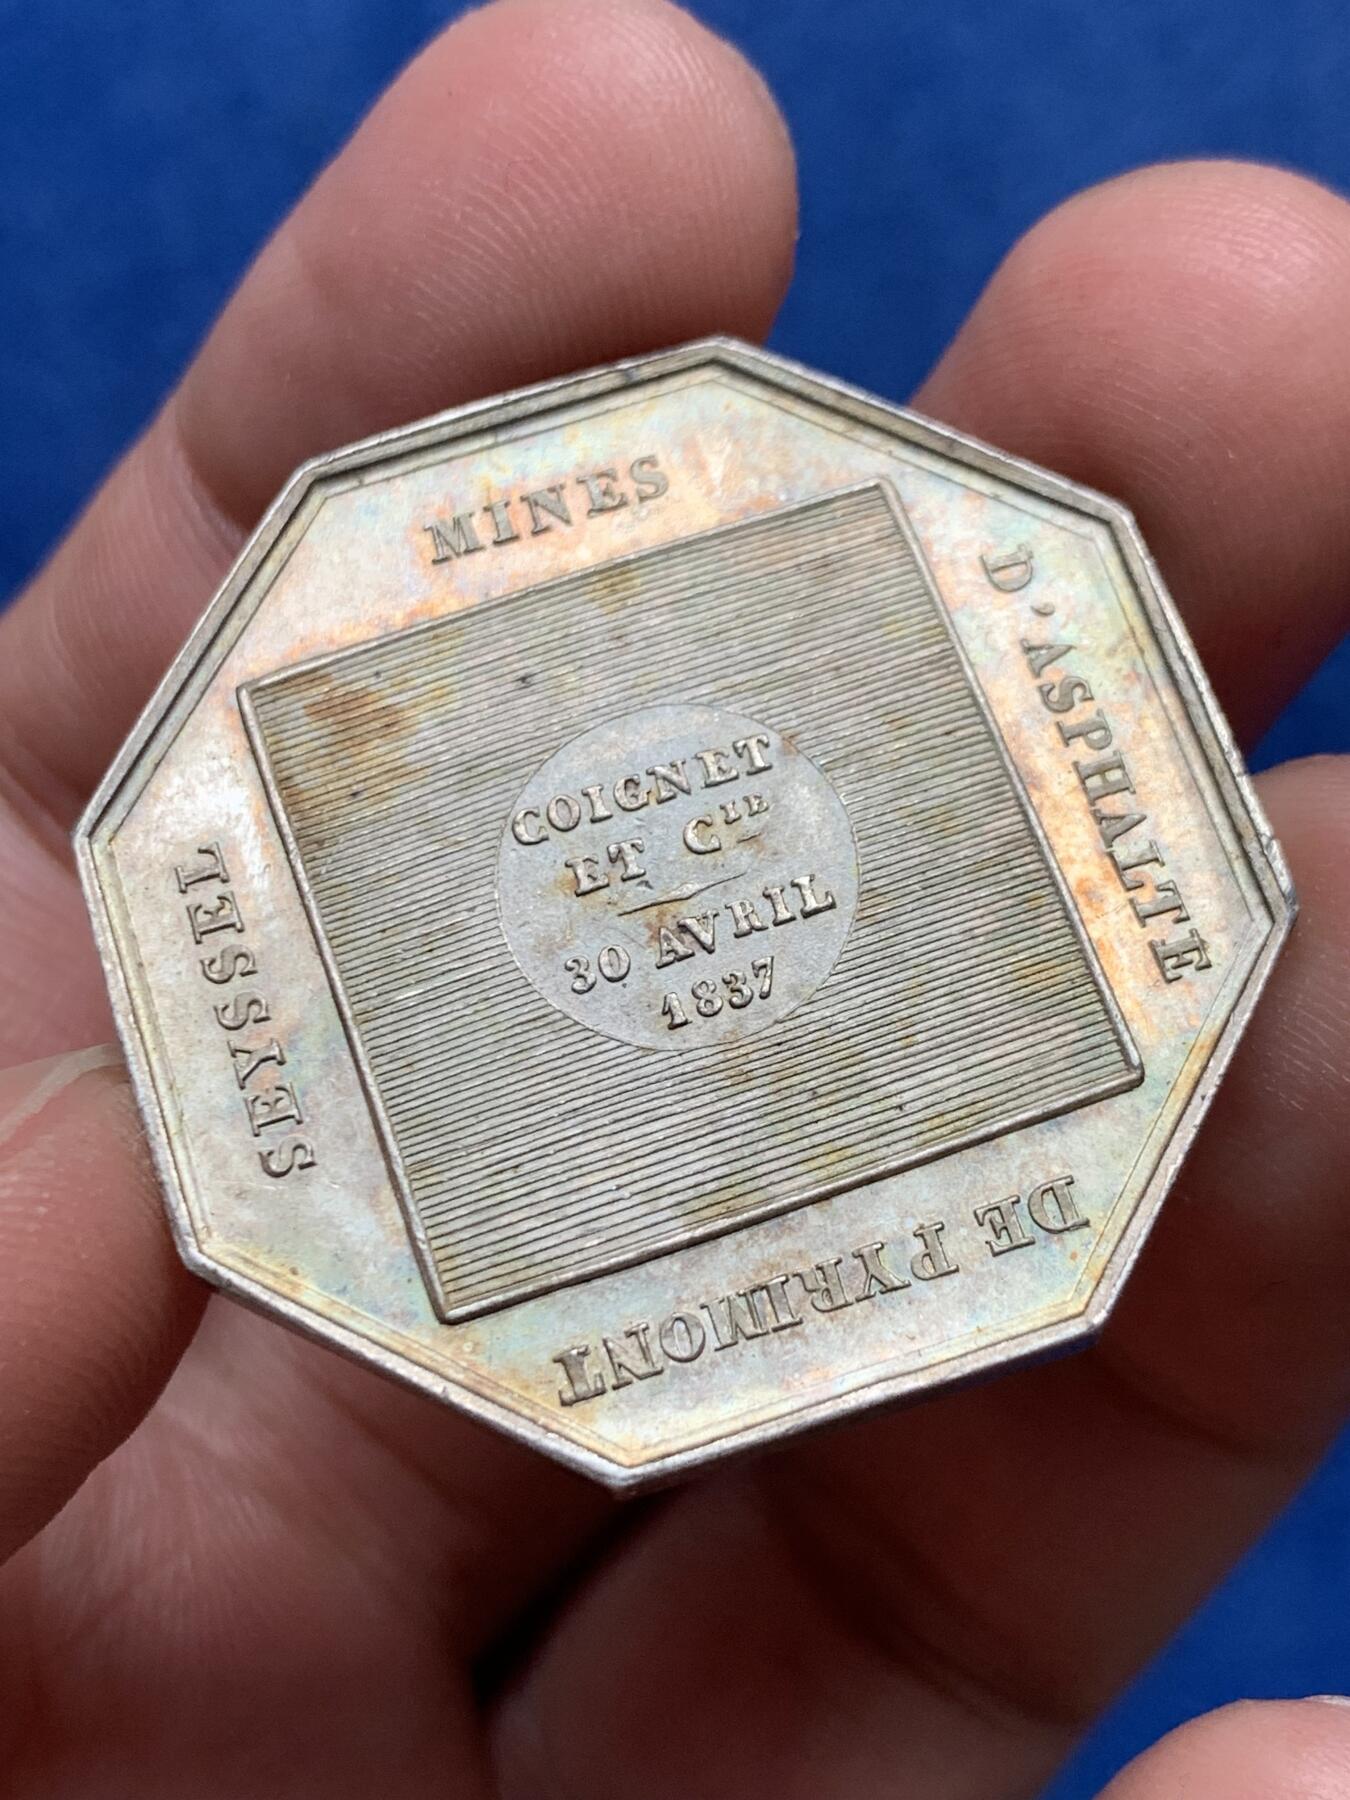 MINES
D'ASPHALTE
DE PYRIMONT
SEYSSEL
COIGNET
ET CIE
30 AVRIL
1837